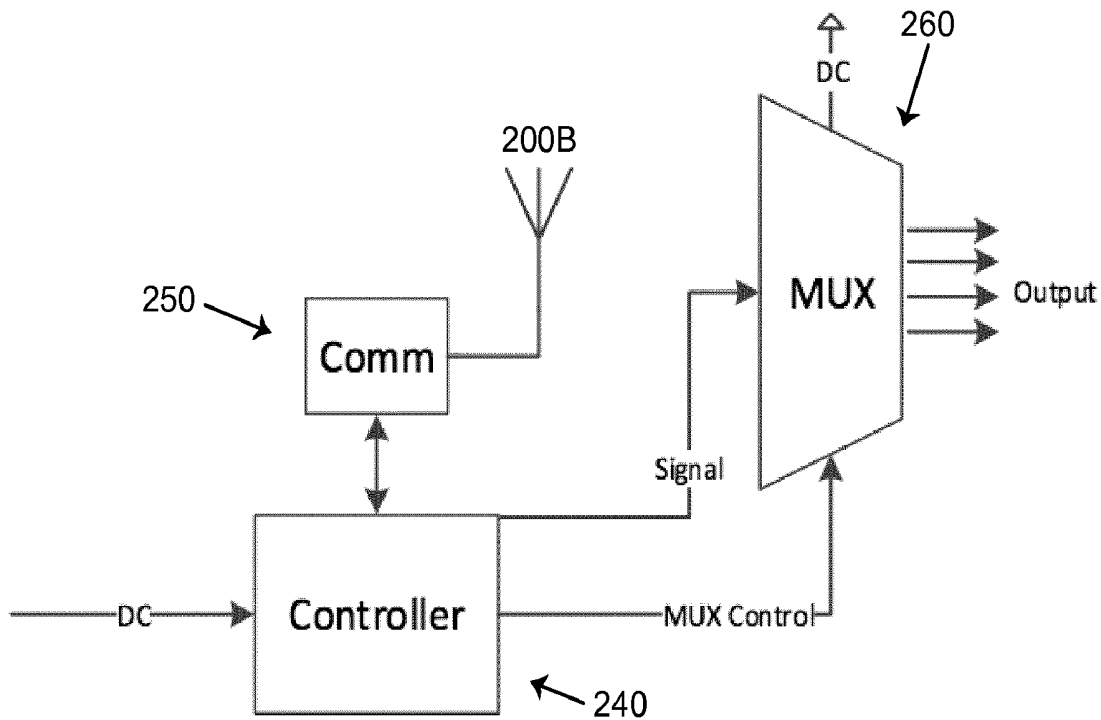 260
DC
200B
250
MUX
Output
Comm
Signal
DC
Controller
MUX Control
240